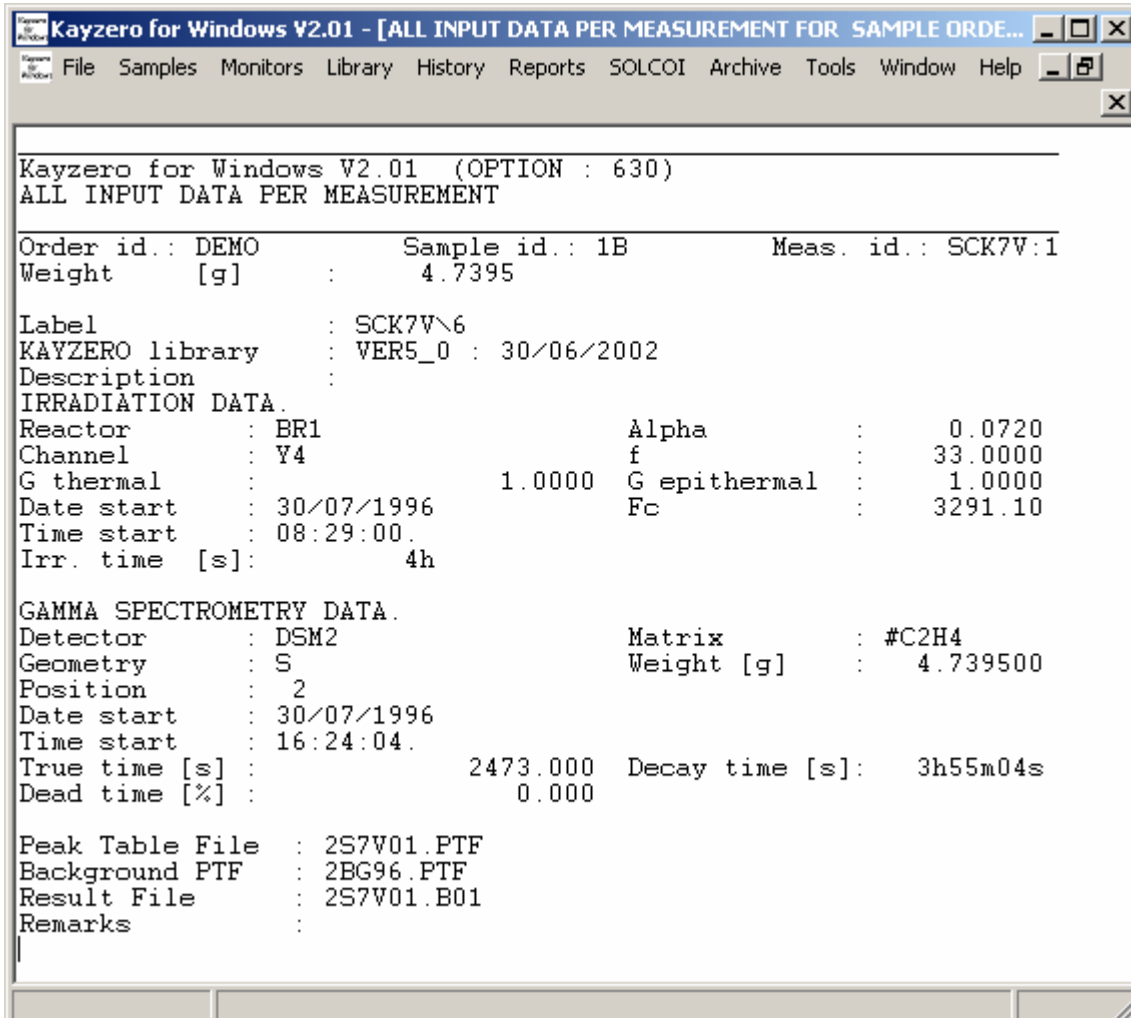 Kayzero for Windows V2.01 - [ALL INPUT DATA PER MEASUREMENT FOR SAMPLE ORDE...
File Samples Monitors Library History Reports SOLCOI Archive Tools Window Help
Kayzero for Windows V2.01 (OPTION : 630)
ALL INPUT DATA PER MEASUREMENT
Order id.: DEMO Sample id.: 1B Meas. id.: SCK7V:1
Weight [g] : 4.7395
Label : SCK7V\6
KAYZERO library : VER5_0 : 30/06/2002
Description :
IRRADIATION DATA.
Reactor : BR1 Alpha : 0.0720
Channel : Y4 f : 33.0000
G thermal : 1.0000 G epithermal : 1.0000
Date start : 30/07/1996 Fc : 3291.10
Time start : 08:29:00.
Irr. time [s]: 4h
GAMMA SPECTROMETRY DATA.
Detector : DSM2 Matrix : #C2H4
Geometry : S Weight [g] : 4.739500
Position : 2
Date start : 30/07/1996
Time start : 16:24:04.
True time [s] : 2473.000 Decay time [s]: 3h55m04s
Dead time [%] : 0.000
Peak Table File : 2S7V01.PTF
Background PTF : 2BG96.PTF
Result File : 2S7V01.B01
Remarks :